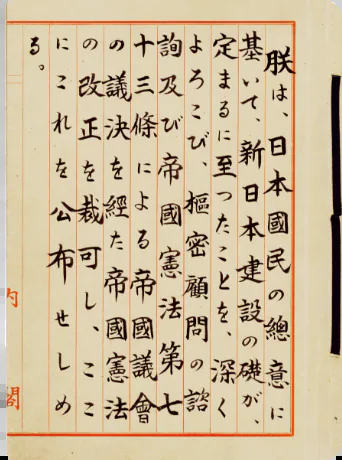 朕は、日本國民の總意に
基いて、新日本建設の礎が、
定まるに至つたことを、深く
よろこび、樞密顧問の諮
詢及び帝國憲法第七
十三條による帝國議會
の議決を經た帝國憲法
の改正を裁可し、ここ
にこれを公布せしめ
る。
内閣